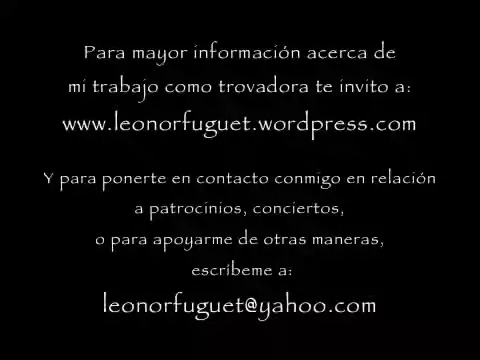 Para mayor información acerca de
mi trabajo como trovadora te invito a:
www.leonorfuguet.wordpress.com
Y para ponerte en contacto conmigo en relación
a patrocinios, conciertos,
o para apoyarme de otras maneras,
escríbeme a:
leonorfuguet@yahoo.com